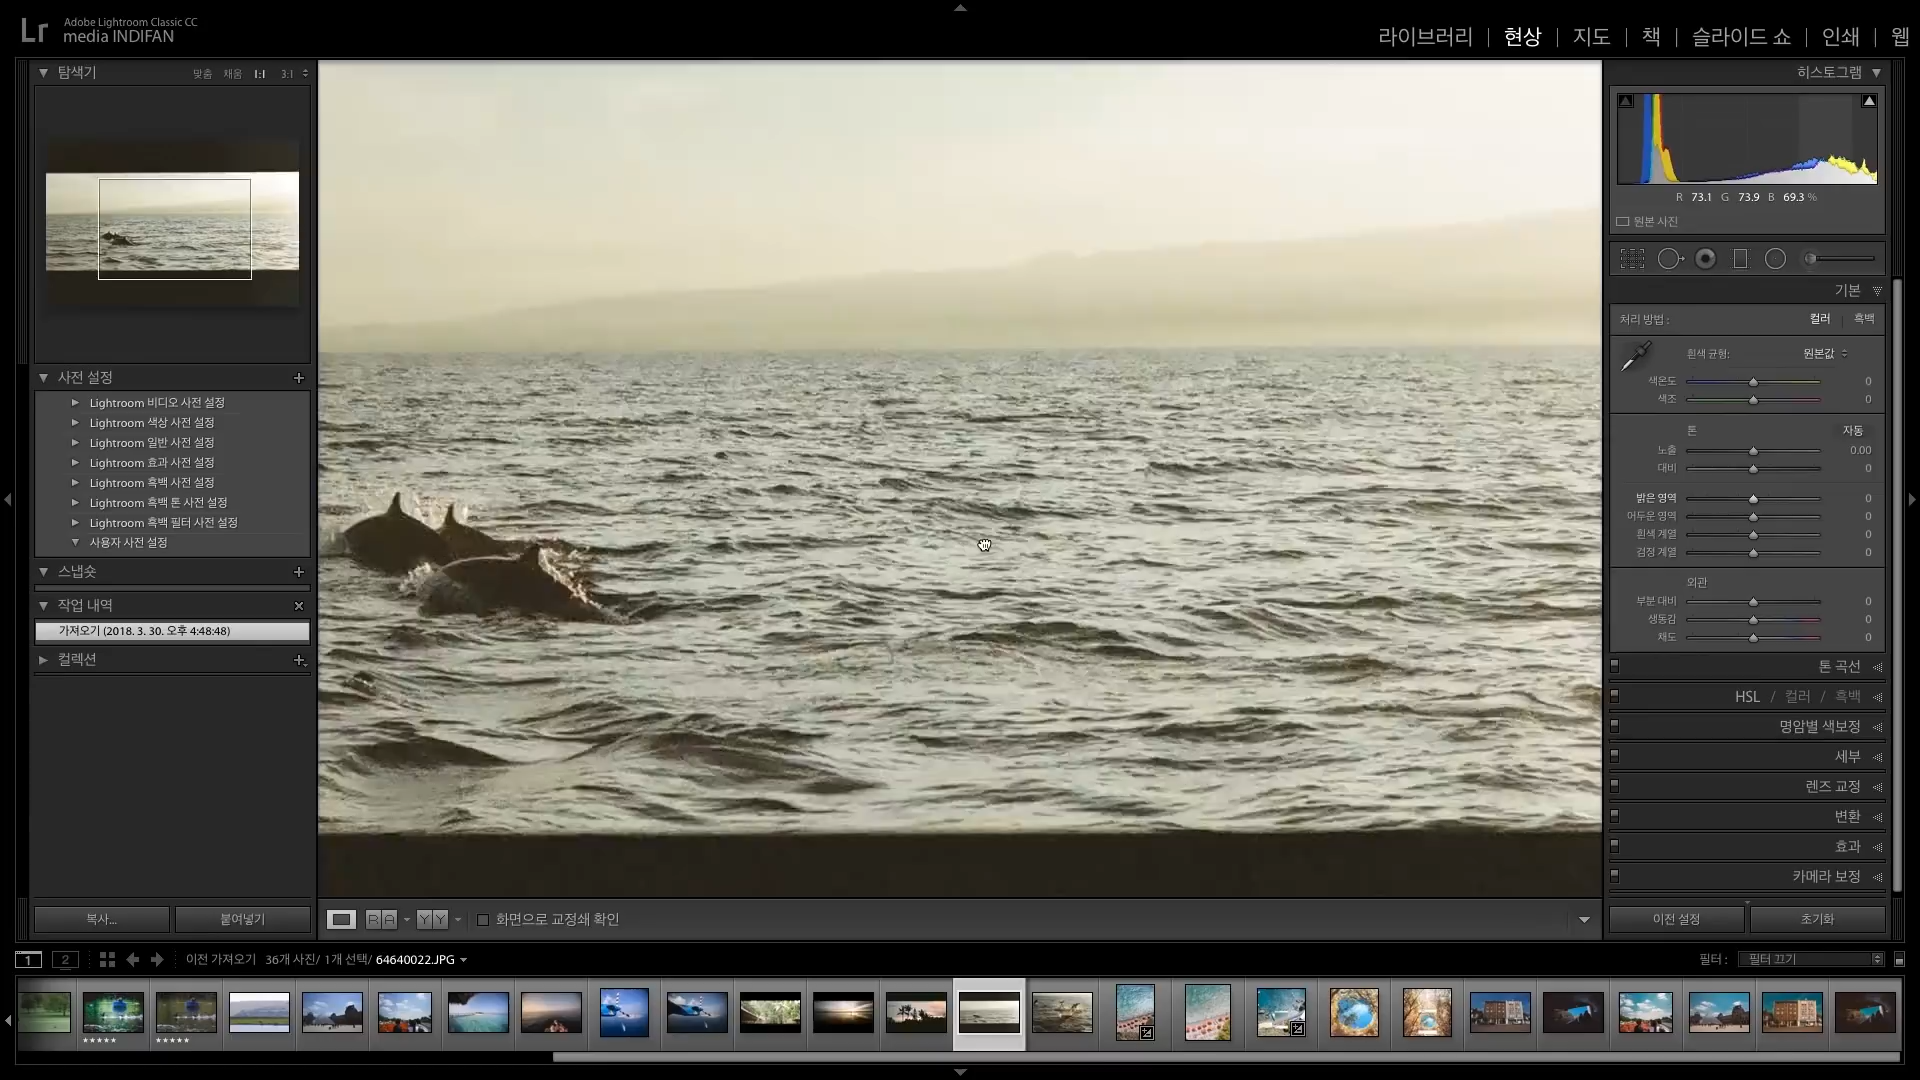 Lr
Adobe Lightroom Classic CC
media INDIFAN
라이브러리 | 현상 | 지도 | 책 | 슬라이드 쇼 | 인쇄 | 웹
탐색기 맞춤 채움 1:1 3:1
사전 설정
Lightroom 비디오 사전 설정
Lightroom 색상 사전 설정
Lightroom 일반 사전 설정
Lightroom 효과 사전 설정
Lightroom 흑백 사전 설정
Lightroom 흑백 톤 사전 설정
Lightroom 흑백 필터 사전 설정
사용자 사전 설정
스냅숏
작업 내역
가져오기 (2018. 3. 30. 오후 4:48:48)
컬렉션
복사... 붙여넣기
R A Y Y 화면으로 교정쇄 확인
히스토그램
R 73.1 G 73.9 B 69.3 %
원본 사진
기본
처리 방법 : 컬러 흑백
흰색 균형: 원본값
색온도 0
색조 0
톤 자동
노출 0.00
대비 0
밝은 영역 0
어두운 영역 0
흰색 계열 0
검정 계열 0
외관
부분 대비 0
생동감 0
채도 0
톤 곡선
HSL / 컬러 / 흑백
명암별 색보정
세부
렌즈 교정
변환
효과
카메라 보정
이전 설정 초기화
1 2 이전 가져오기 36개 사진/ 1개 선택/ 64640022.JPG
필터 : 필터 끄기